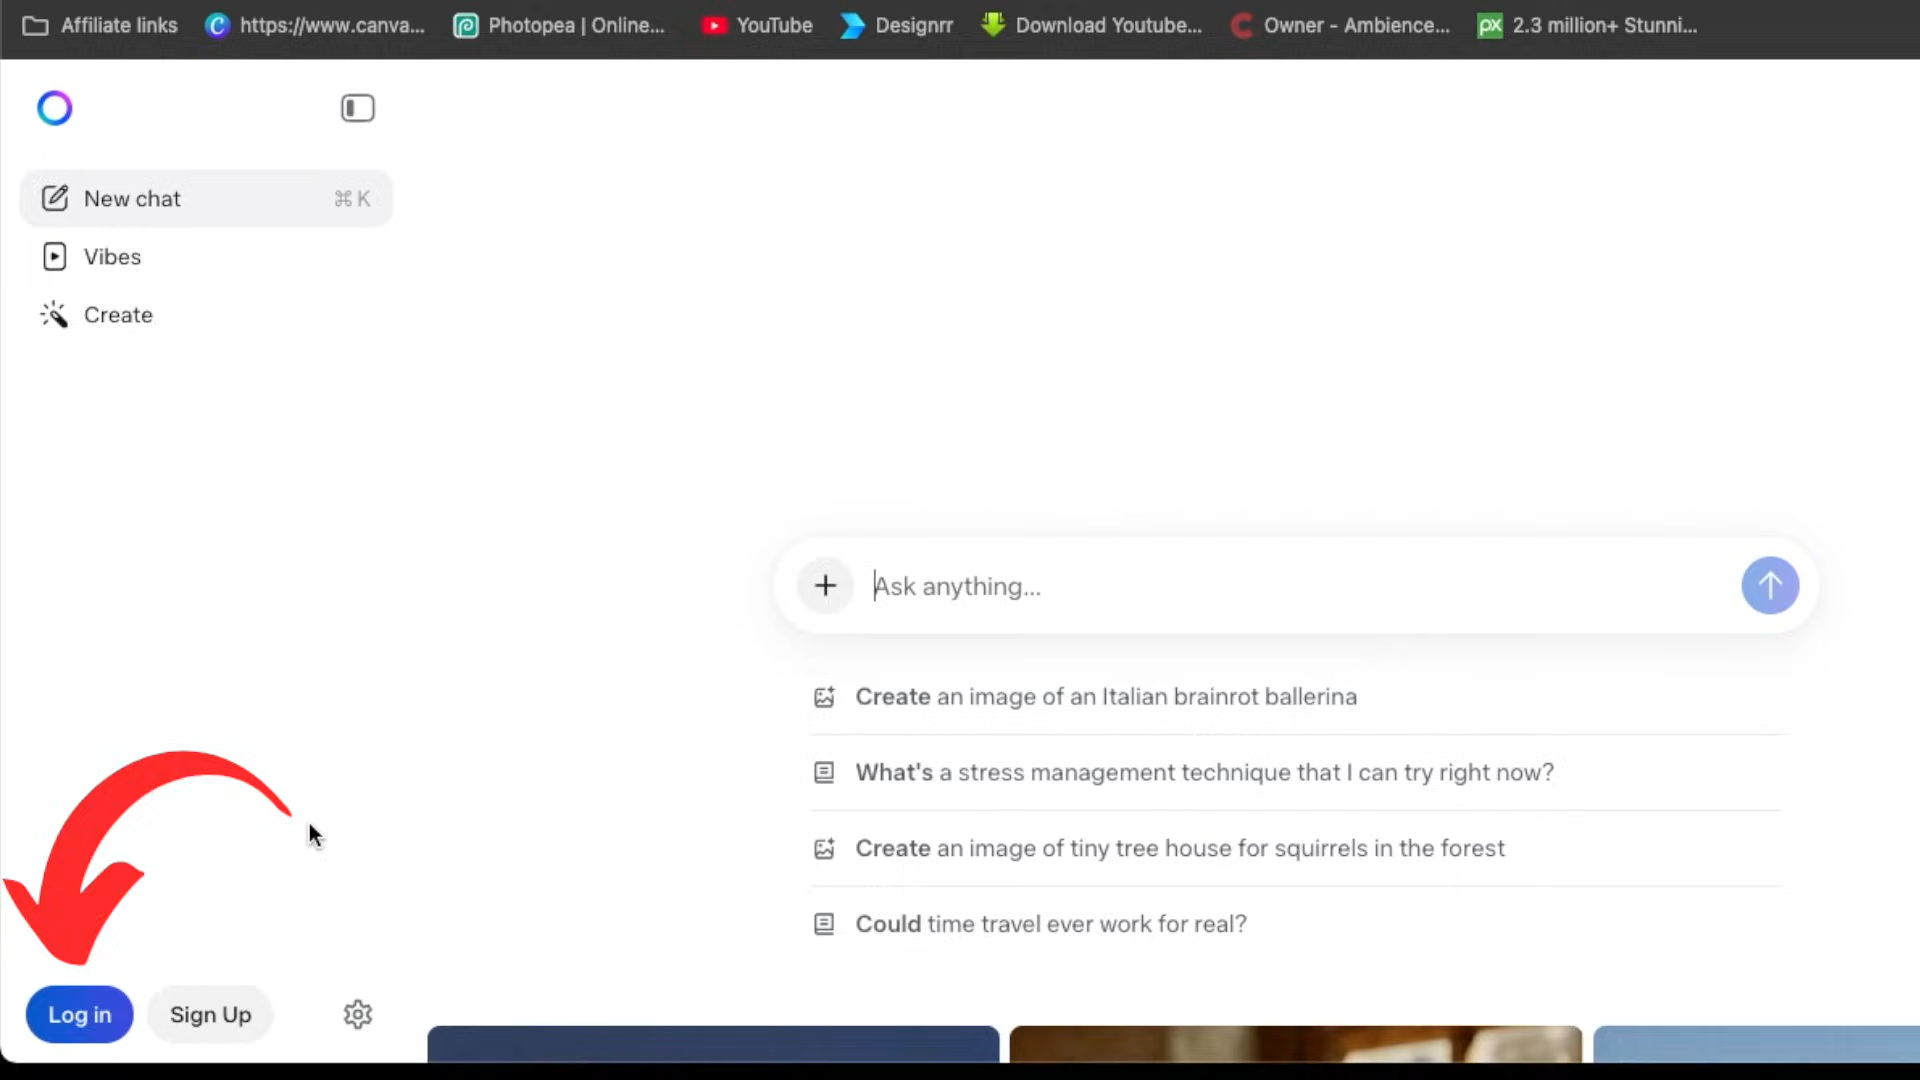 Affiliate links
https://www.canva...
Photopea | Online...
YouTube
Designrr
Download Youtube...
Owner - Ambience...
px
2.3 million+ Stunni...
New chat
⌘ K
Vibes
Create
Ask anything...
Create an image of an Italian brainrot ballerina
What's a stress management technique that I can try right now?
Create an image of tiny tree house for squirrels in the forest
Could time travel ever work for real?
Log in
Sign Up